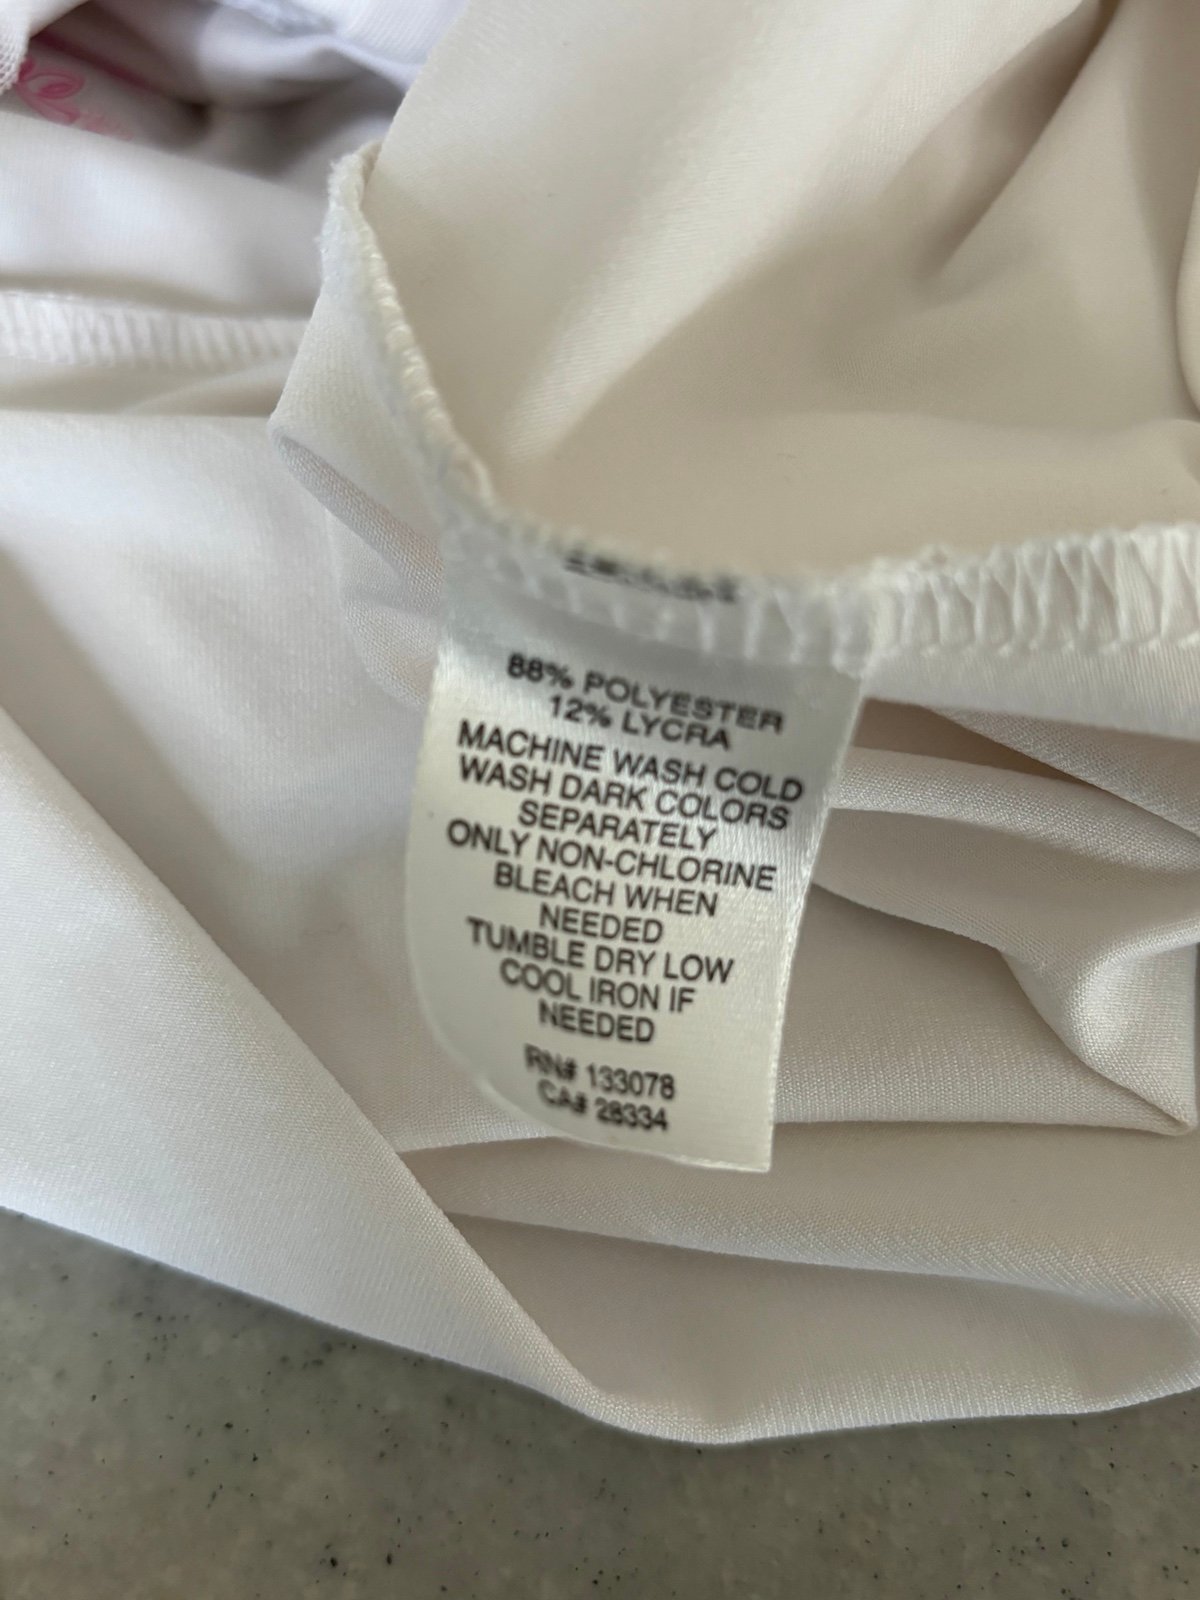 88% POLYESTER
12% LYCRA
MACHINE WASH COLD
WASH DARK COLORS
SEPARATELY
ONLY NON-CHLORINE
BLEACH WHEN
NEEDED
TUMBLE DRY LOW
COOL IRON IF
NEEDED
RN# 133078
CA# 28334